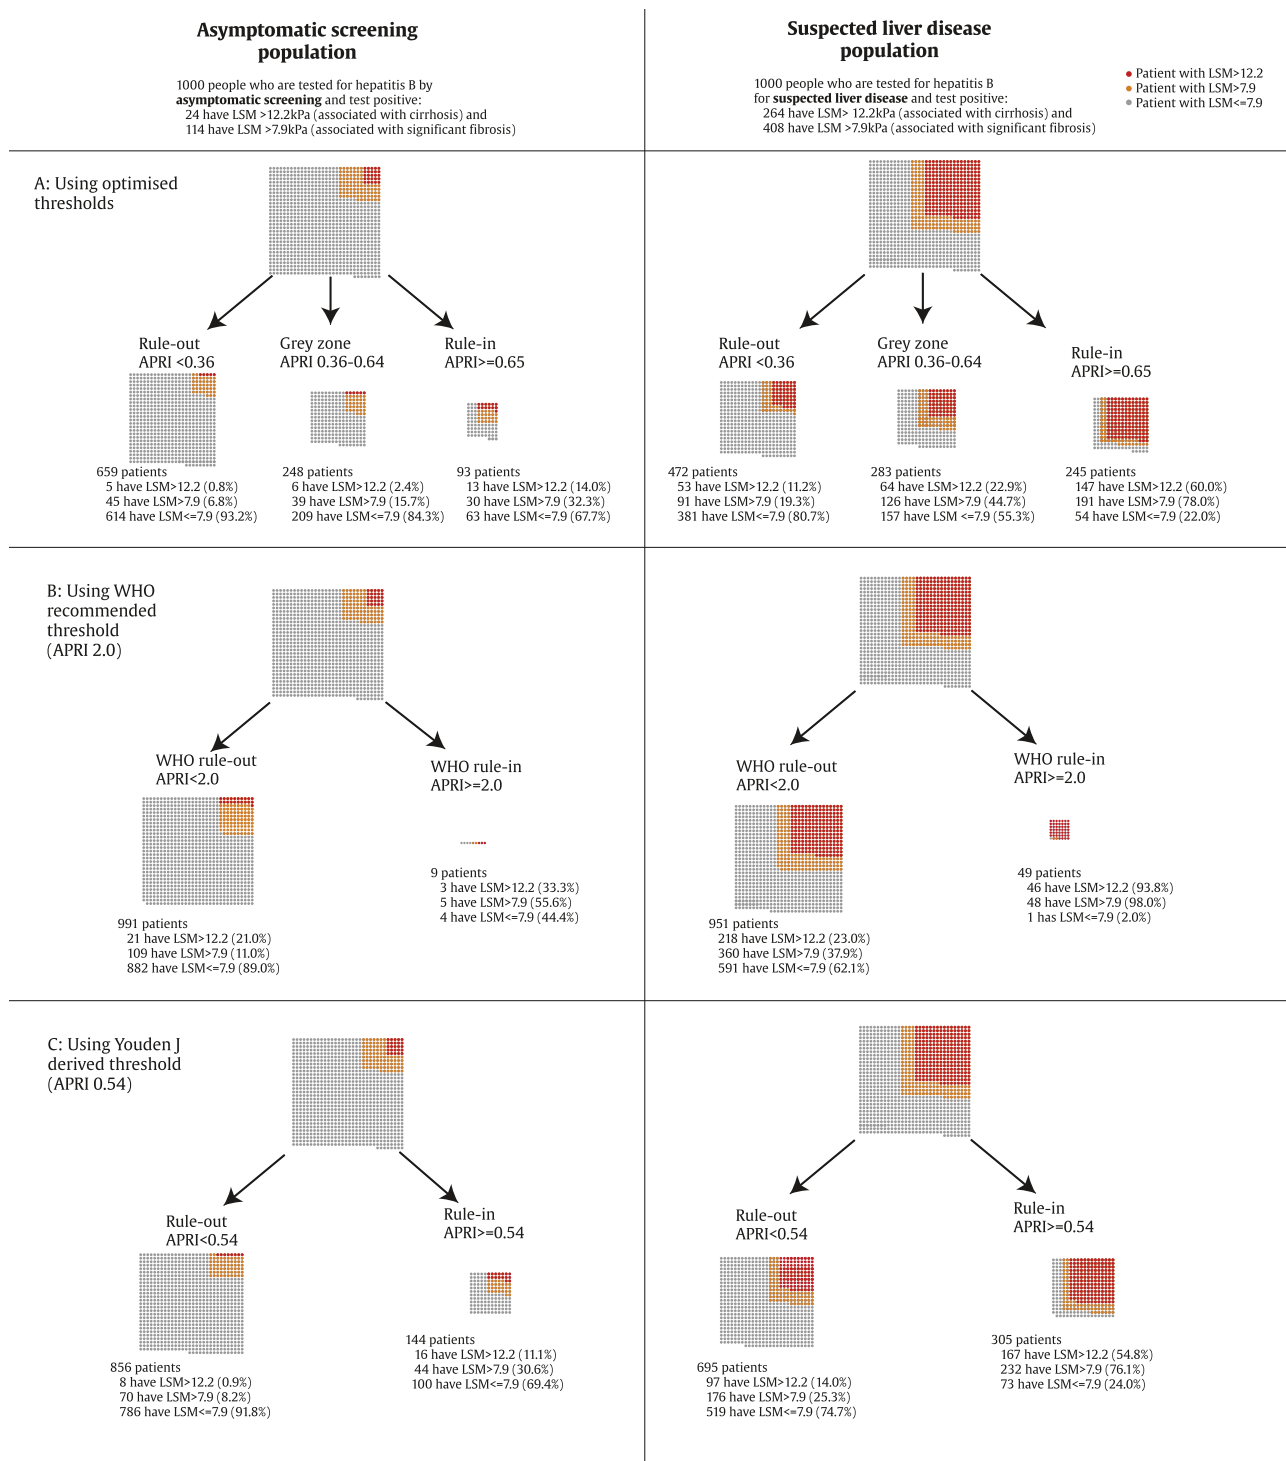 Asymptomatic screening
population
1000 people who are tested for hepatitis B by
asymptomatic screening and test positive:
24 have LSM >12.2kPa (associated with cirrhosis) and
114 have LSM >7.9kPa (associated with significant fibrosis)
Suspected liver disease
population
1000 people who are tested for hepatitis B
for suspected liver disease and test positive:
264 have LSM> 12.2kPa (associated with cirrhosis) and
408 have LSM >7.9kPa (associated with significant fibrosis)
Patient with LSM>12.2
Patient with LSM>7.9
Patient with LSM<=7.9
A: Using optimised
thresholds
Rule-out
APRI <0.36
659 patients
5 have LSM>12.2 (0.8%)
45 have LSM>7.9 (6.8%)
614 have LSM<=7.9 (93.2%)
Grey zone
APRI 0.36-0.64
248 patients
6 have LSM>12.2 (2.4%)
39 have LSM>7.9 (15.7%)
209 have LSM<=7.9 (84.3%)
Rule-in
APRI>=0.65
93 patients
13 have LSM>12.2 (14.0%)
30 have LSM>7.9 (32.3%)
63 have LSM<=7.9 (67.7%)
Rule-out
APRI <0.36
472 patients
53 have LSM>12.2 (11.2%)
91 have LSM>7.9 (19.3%)
381 have LSM<=7.9 (80.7%)
Grey zone
APRI 0.36-0.64
283 patients
64 have LSM>12.2 (22.9%)
126 have LSM>7.9 (44.7%)
157 have LSM <=7.9 (55.3%)
Rule-in
APRI>=0.65
245 patients
147 have LSM>12.2 (60.0%)
191 have LSM>7.9 (78.0%)
54 have LSM<=7.9 (22.0%)
B: Using WHO
recommended
threshold
(APRI 2.0)
WHO rule-out
APRI<2.0
991 patients
21 have LSM>12.2 (21.0%)
109 have LSM>7.9 (11.0%)
882 have LSM<=7.9 (89.0%)
WHO rule-in
APRI>=2.0
9 patients
3 have LSM>12.2 (33.3%)
5 have LSM>7.9 (55.6%)
4 have LSM<=7.9 (44.4%)
WHO rule-out
APRI<2.0
951 patients
218 have LSM>12.2 (23.0%)
360 have LSM>7.9 (37.9%)
591 have LSM<=7.9 (62.1%)
WHO rule-in
APRI>=2.0
49 patients
46 have LSM>12.2 (93.8%)
48 have LSM>7.9 (98.0%)
1 has LSM<=7.9 (2.0%)
C: Using Youden J
derived threshold
(APRI 0.54)
Rule-out
APRI<0.54
856 patients
8 have LSM>12.2 (0.9%)
70 have LSM>7.9 (8.2%)
786 have LSM<=7.9 (91.8%)
Rule-in
APRI>=0.54
144 patients
16 have LSM>12.2 (11.1%)
44 have LSM>7.9 (30.6%)
100 have LSM<=7.9 (69.4%)
Rule-out
APRI<0.54
695 patients
97 have LSM>12.2 (14.0%)
176 have LSM>7.9 (25.3%)
519 have LSM<=7.9 (74.7%)
Rule-in
APRI>=0.54
305 patients
167 have LSM>12.2 (54.8%)
232 have LSM>7.9 (76.1%)
73 have LSM<=7.9 (24.0%)